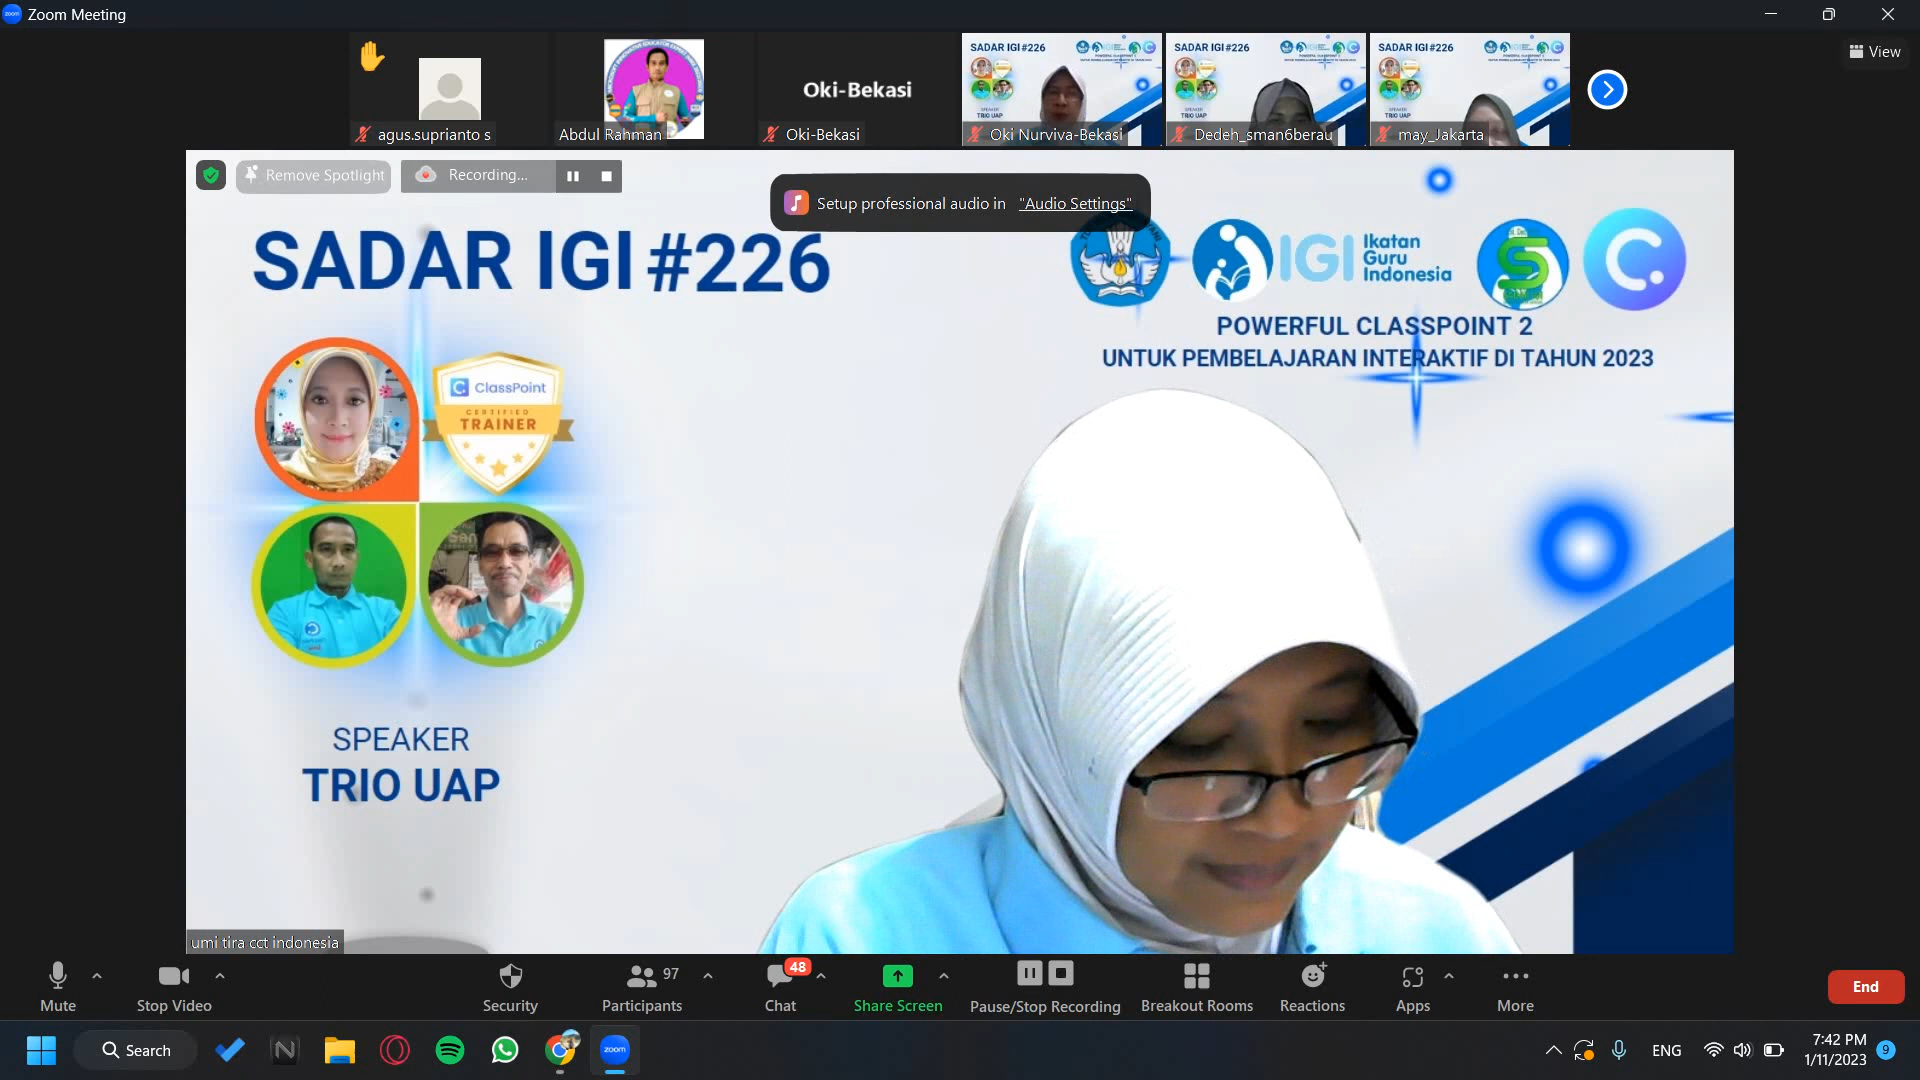 Zoom Meeting
View
agus.suprianto s
Abdul Rahman
Oki-Bekasi
Oki-Bekasi
SADAR IGI #226
Oki Nurviva-Bekasi
SADAR IGI #226
Dedeh_sman6berau
SADAR IGI #226
may_Jakarta
Remove Spotlight
Recording...
Setup professional audio in "Audio Settings"
SADAR IGI #226
IGI Ikatan
Guru
Indonesia
POWERFUL CLASSPOINT 2
UNTUK PEMBELAJARAN INTERAKTIF DI TAHUN 2023
ClassPoint
CERTIFIED
TRAINER
SPEAKER
TRIO UAP
umi tira cct indonesia
Mute
Stop Video
Security
Participants 97
Chat 48
Share Screen
Pause/Stop Recording
Breakout Rooms
Reactions
Apps
More
End
Search
zoom
ENG
7:42 PM
1/11/2023
9